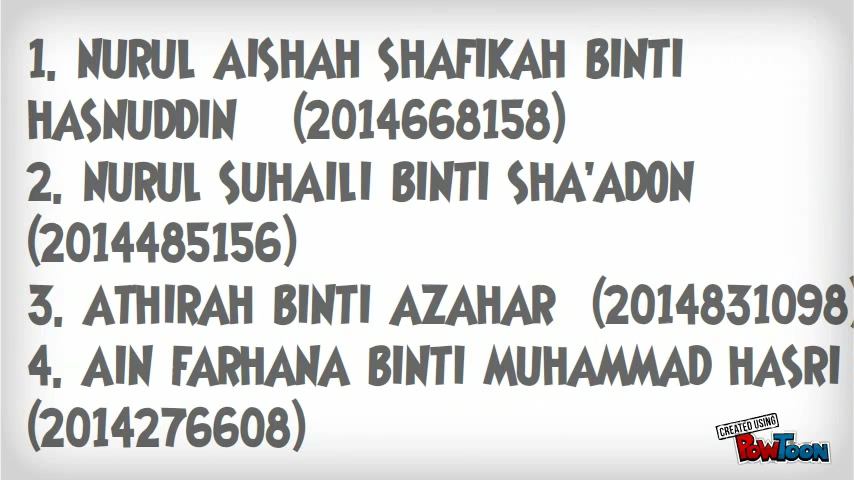 1. NURUL AISHAH SHAFIKAH BINTI
HASNUDDIN (2014668158)
2. NURUL SUHAILI BINTI SHA'ADON
(2014485156)
3. ATHIRAH BINTI AZAHAR (2014831098)
4. AIN FARHANA BINTI MUHAMMAD HASRI
(2014276608)
CREATED USING
POWTOON